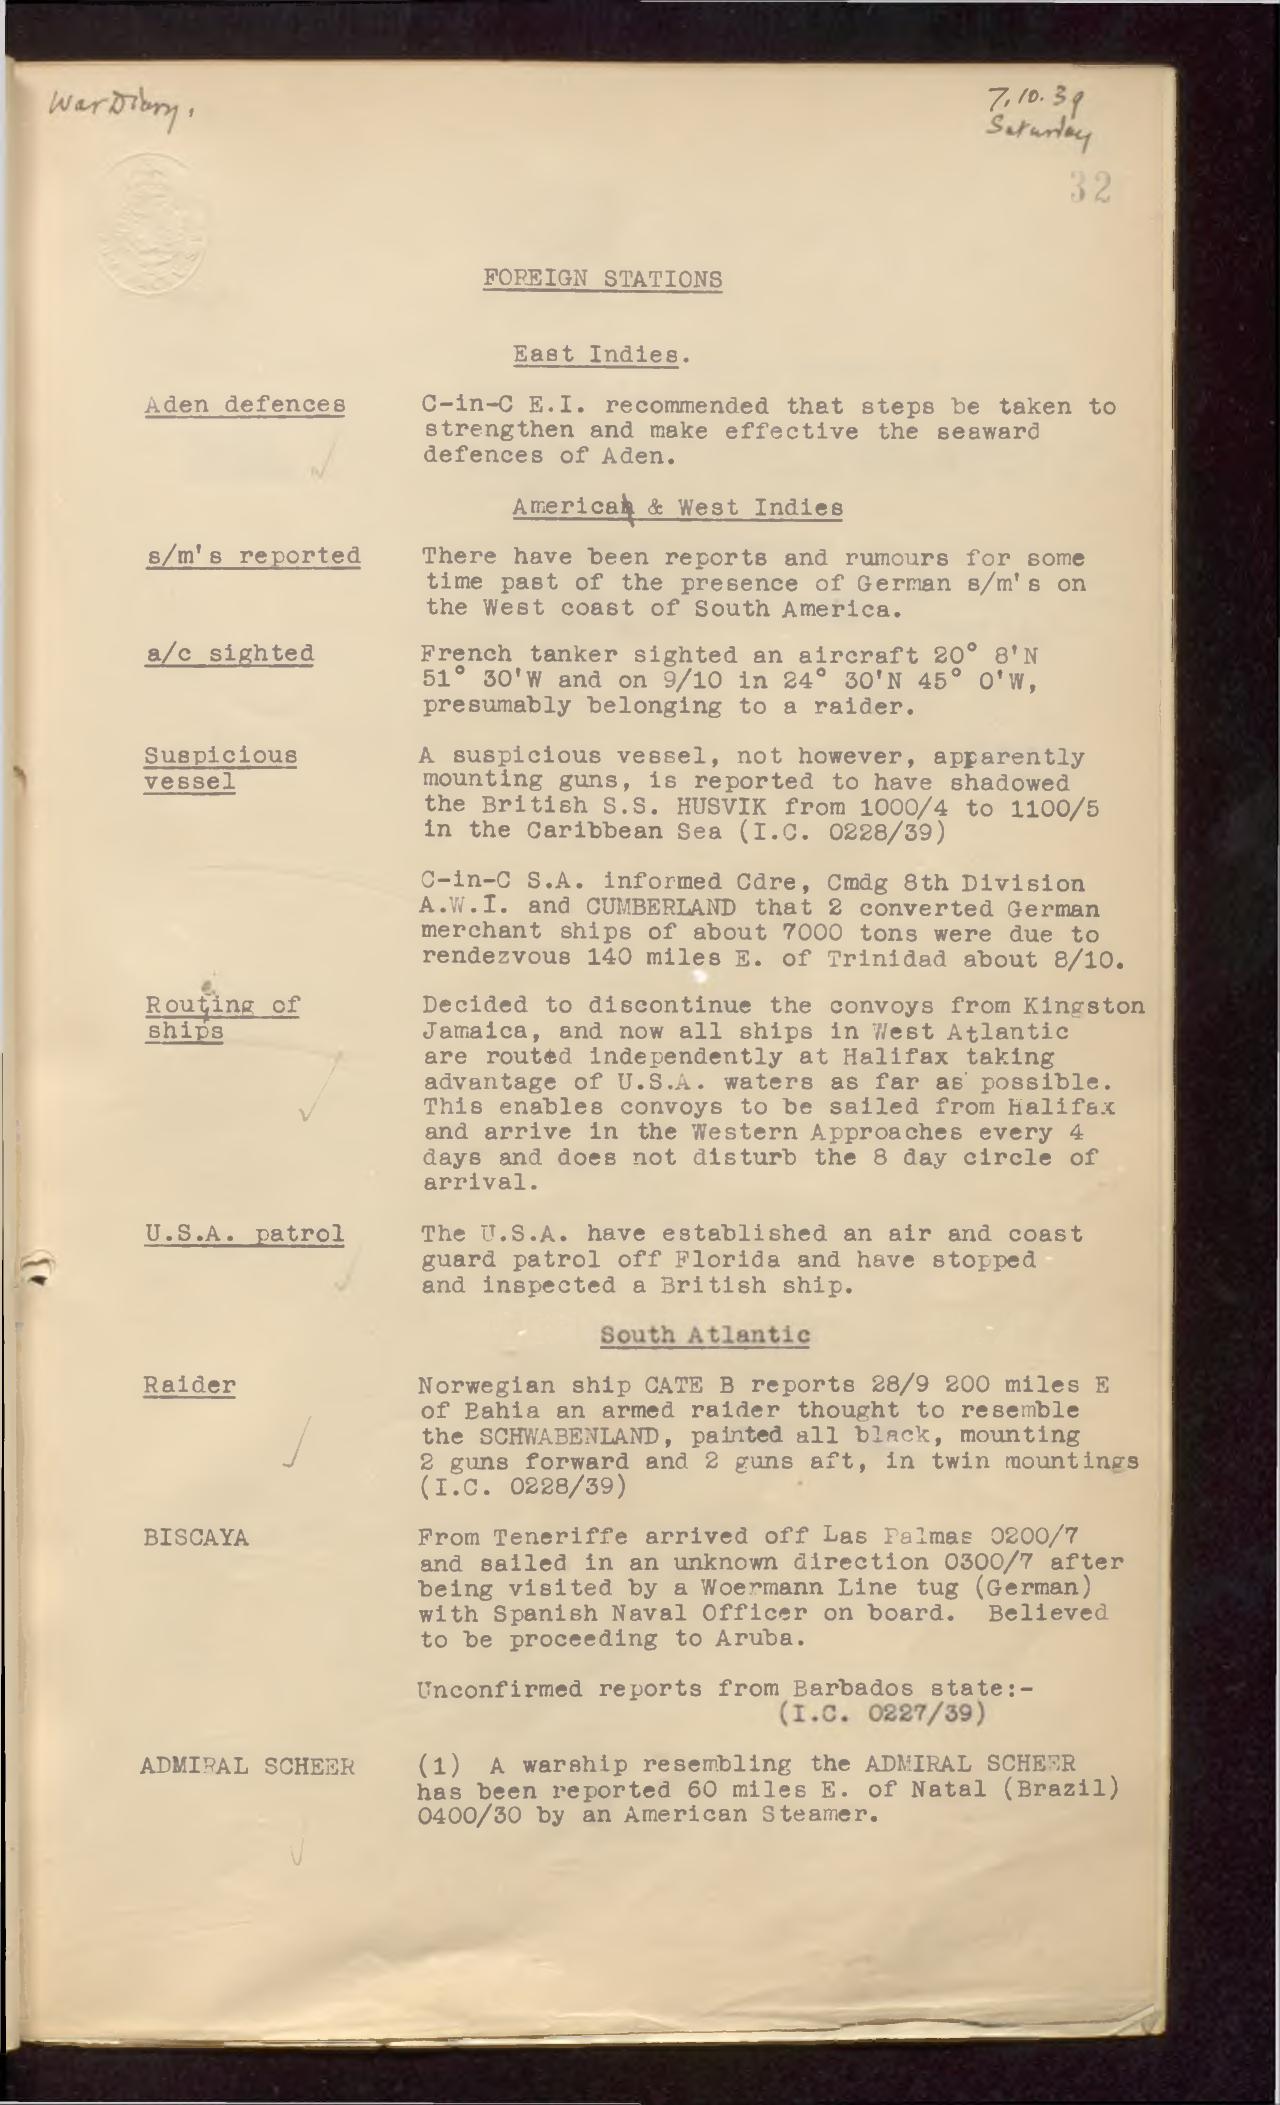 War Diary.
7.10.39
Saturday
32
FOREIGN STATIONS
East Indies.
Aden defences
C-in-C E.I. recommended that steps be taken to
strengthen and make effective the seaward
defences of Aden.
America & West Indies
s/m's reported
There have been reports and rumours for some
time past of the presence of German s/m's on
the West coast of South America.
a/c sighted
French tanker sighted an aircraft 20° 8'N
51° 30'W and on 9/10 in 24° 30'N 45° 0'W,
presumably belonging to a raider.
Suspicious
vessel
A suspicious vessel, not however, apparently
mounting guns, is reported to have shadowed
the British S.S. HUSVIK from 1000/4 to 1100/5
in the Caribbean Sea (I.C. 0228/39)
C-in-C S.A. informed Cdre, Cmdg 8th Division
A.W.I. and CUMBERLAND that 2 converted German
merchant ships of about 7000 tons were due to
rendezvous 140 miles E. of Trinidad about 8/10.
Routeing of
ships
Decided to discontinue the convoys from Kingston
Jamaica, and now all ships in West Atlantic
are routed independently at Halifax taking
advantage of U.S.A. waters as far as possible.
This enables convoys to be sailed from Halifax
and arrive in the Western Approaches every 4
days and does not disturb the 8 day circle of
arrival.
U.S.A. patrol
The U.S.A. have established an air and coast
guard patrol off Florida and have stopped
and inspected a British ship.
South Atlantic
Raider
Norwegian ship CATE B reports 28/9 200 miles E
of Bahia an armed raider thought to resemble
the SCHWABENLAND, painted all black, mounting
2 guns forward and 2 guns aft, in twin mountings
(I.C. 0228/39)
BISCAYA
From Teneriffe arrived off Las Palmas 0200/7
and sailed in an unknown direction 0300/7 after
being visited by a Woermann Line tug (German)
with Spanish Naval Officer on board. Believed
to be proceeding to Aruba.
Unconfirmed reports from Barbados state:-
(I.C. 0227/39)
ADMIRAL SCHEER
(1) A warship resembling the ADMIRAL SCHEER
has been reported 60 miles E. of Natal (Brazil)
0400/30 by an American Steamer.